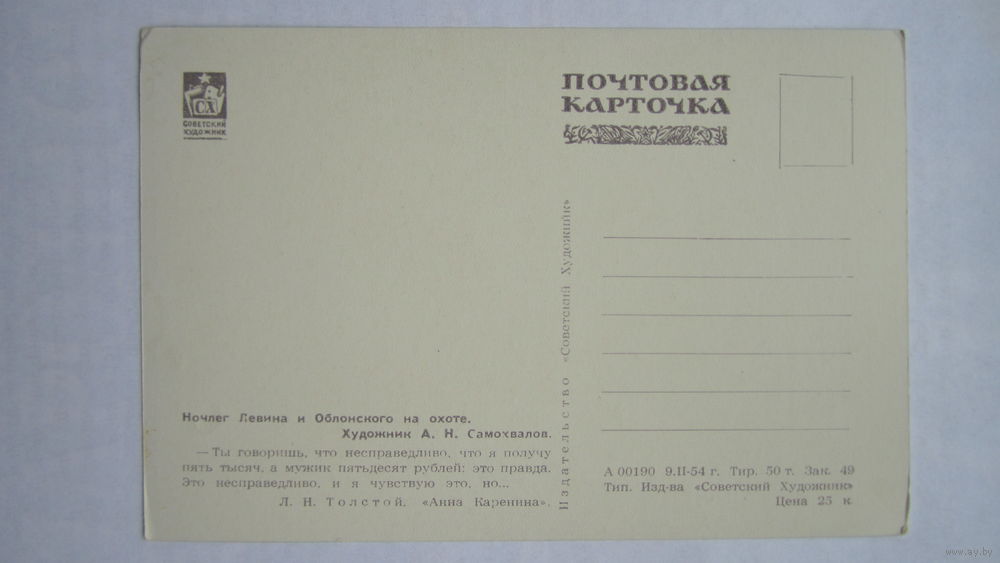 СХ
СОВЕТСКИЙ
ХУДОЖНИК
ПОЧТОВАЯ
КАРТОЧКА
Ночлег Левина и Облонского на охоте.
Художник А. Н. Самохвалов.
— Ты говоришь, что несправедливо, что я получу
пять тысяч, а мужик пятьдесят рублей: это правда.
Это несправедливо, и я чувствую это, но...
Л. Н. Толстой. «Анна Каренина».
Издательство «Советский Художник»
А 00190 9.II-54 г. Тир. 50 т. Зак. 49
Тип. Изд-ва «Советский Художник»
Цена 25 к.
www.ay.by